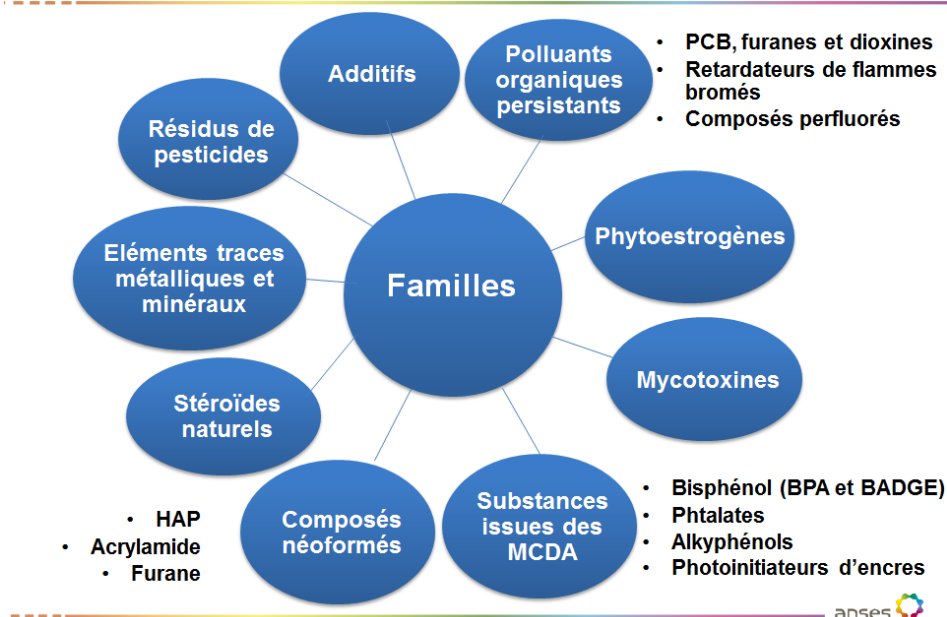 Additifs
Polluants
organiques
persistants
• PCB, furanes et dioxines
• Retardateurs de flammes
bromés
• Composés perfluorés
Résidus de
pesticides
Phytoestrogènes
Eléments traces
métalliques et
minéraux
Familles
Mycotoxines
Stéroïdes
naturels
Composés
néoformés
• HAP
• Acrylamide
• Furane
Substances
issues des
MCDA
• Bisphénol (BPA et BADGE)
• Phtalates
• Alkyphénols
• Photoinitiateurs d’encres
anses